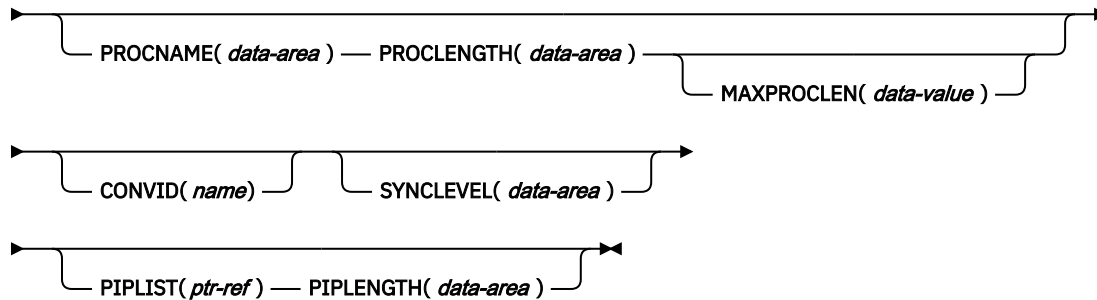 PROCNAME( data-area ) PROCLENGTH( data-area )
MAXPROCLEN( data-value )
CONVID( name) SYNCLEVEL( data-area )
PIPLIST( ptr-ref ) PIPLENGTH( data-area )